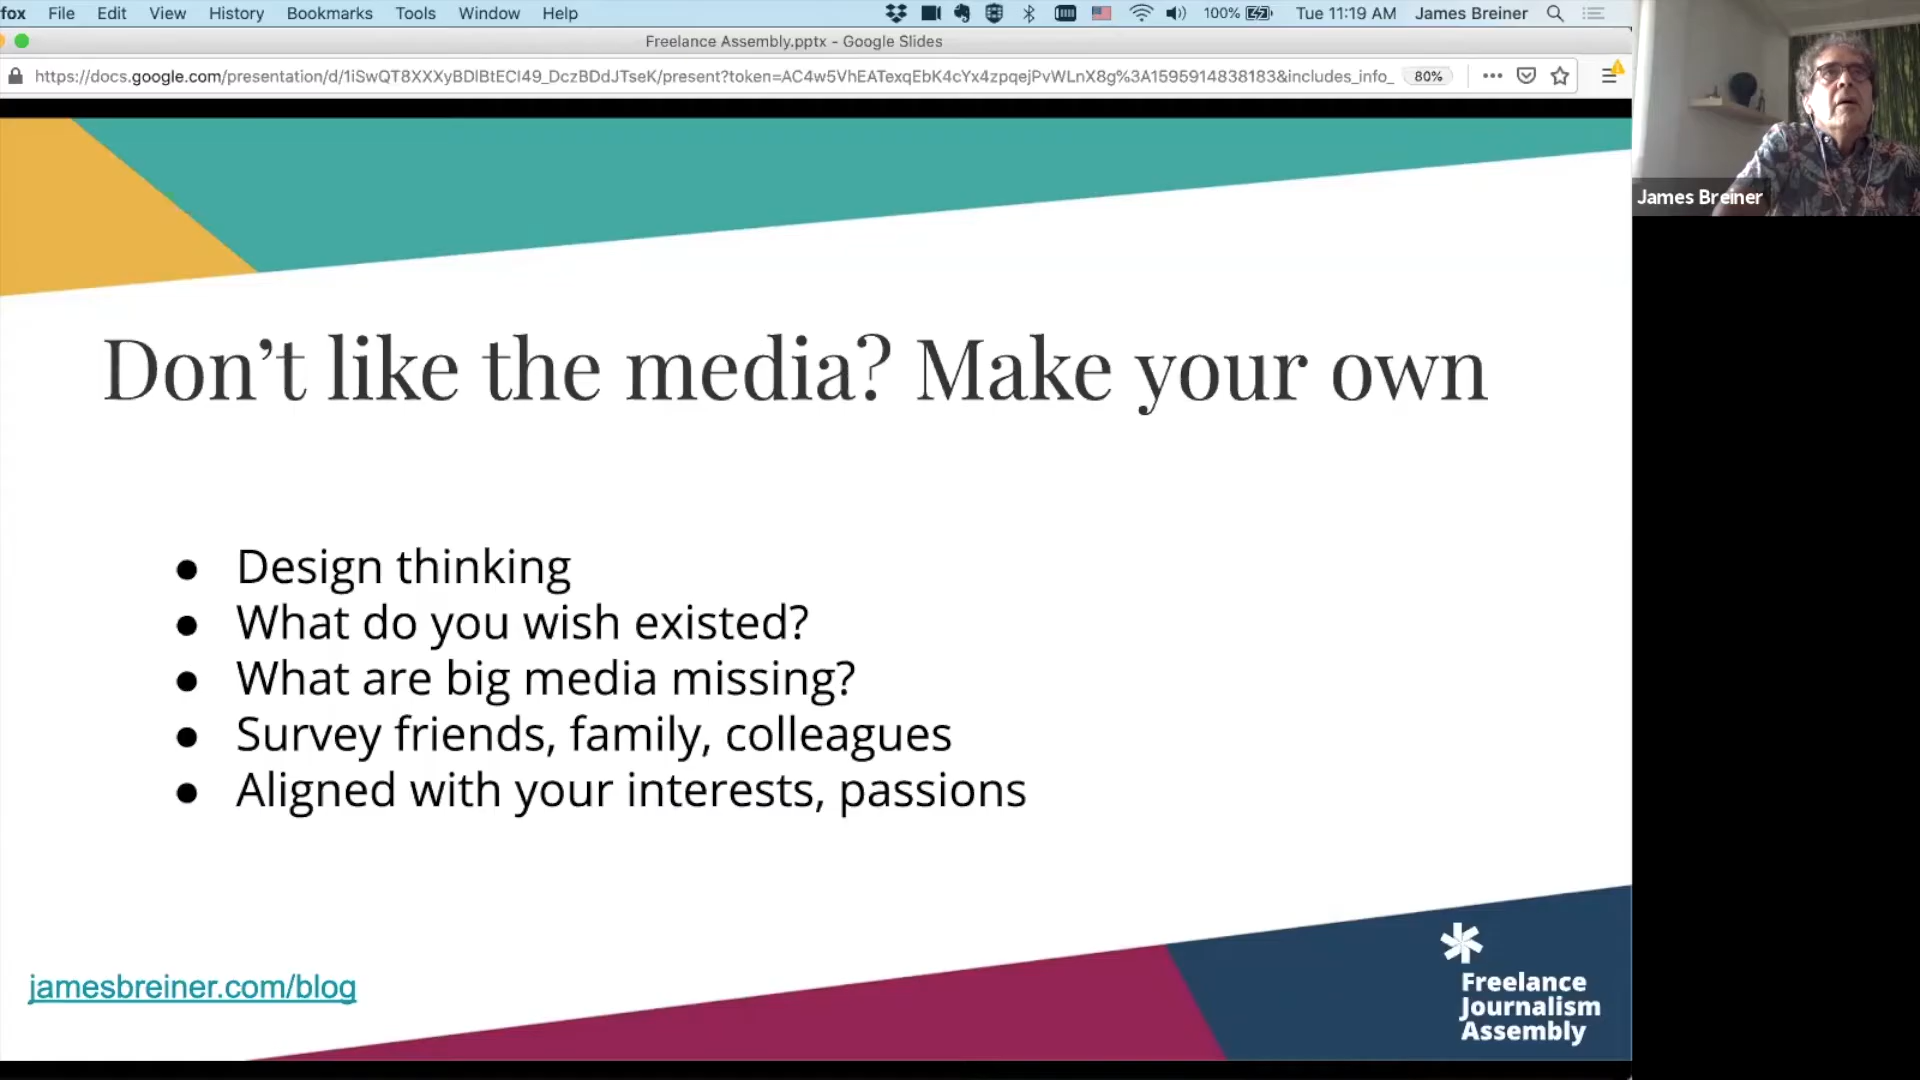 fox File Edit View History Bookmarks Tools Window Help 100% Tue 11:19 AM James Breiner
Freelance Assembly.pptx - Google Slides
https://docs.google.com/presentation/d/1iSwQT8XXXyBDlBtECI49_DczBDdJTseK/present?token=AC4w5VhEATexqEbK4cYx4zpqejPvWLnX8g%3A1595914838183&includes_info_ 80%
James Breiner
Don't like the media? Make your own
● Design thinking
● What do you wish existed?
● What are big media missing?
● Survey friends, family, colleagues
● Aligned with your interests, passions
jamesbreiner.com/blog
Freelance
Journalism
Assembly